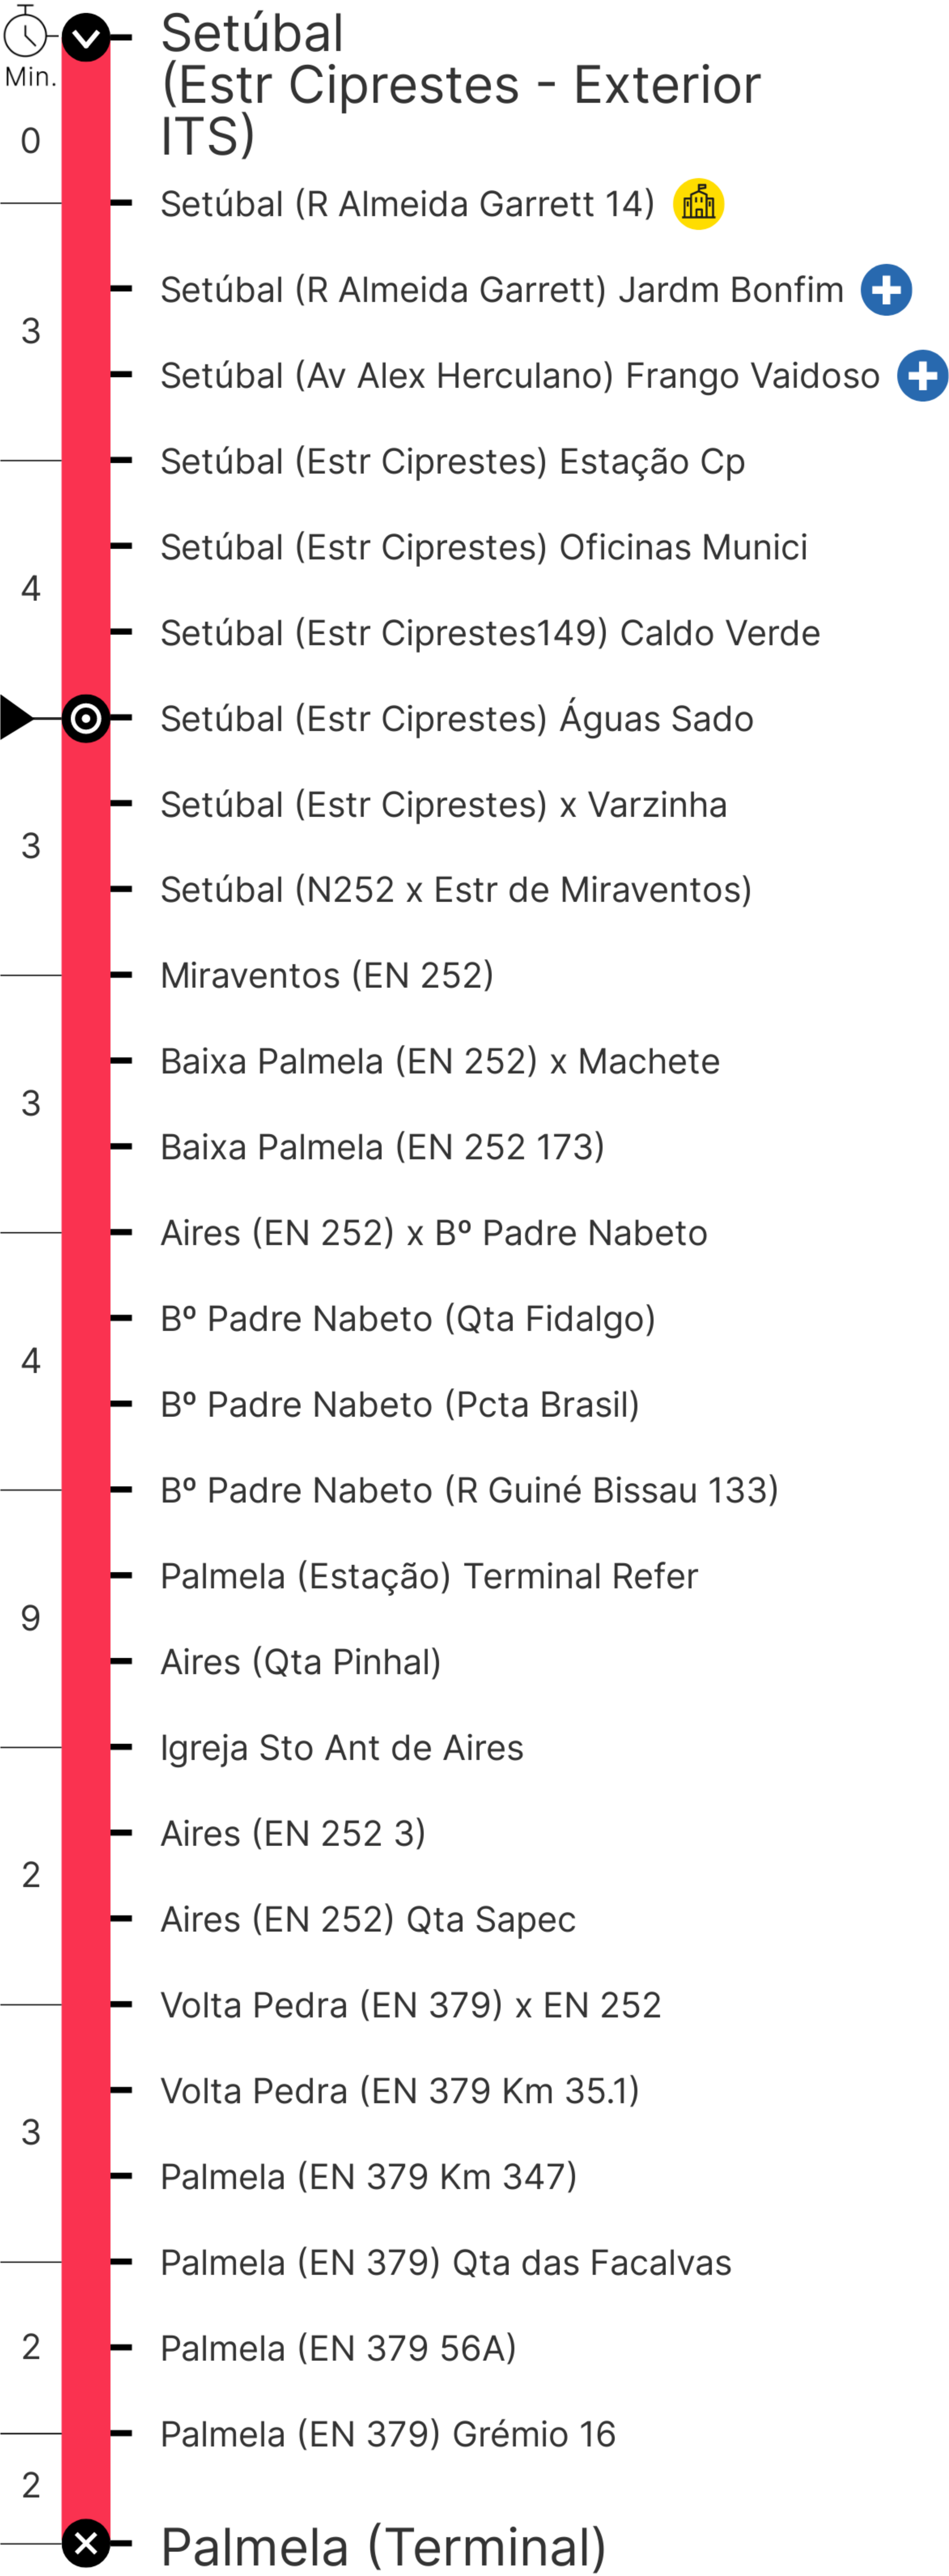 Min.
Setúbal
(Estr Ciprestes - Exterior
ITS)
0
Setúbal (R Almeida Garrett 14)
Setúbal (R Almeida Garrett) Jardm Bonfim
3
Setúbal (Av Alex Herculano) Frango Vaidoso
Setúbal (Estr Ciprestes) Estação Cp
Setúbal (Estr Ciprestes) Oficinas Munici
4
Setúbal (Estr Ciprestes149) Caldo Verde
Setúbal (Estr Ciprestes) Águas Sado
Setúbal (Estr Ciprestes) x Varzinha
3
Setúbal (N252 x Estr de Miraventos)
Miraventos (EN 252)
Baixa Palmela (EN 252) x Machete
3
Baixa Palmela (EN 252 173)
Aires (EN 252) x Bº Padre Nabeto
Bº Padre Nabeto (Qta Fidalgo)
4
Bº Padre Nabeto (Pcta Brasil)
Bº Padre Nabeto (R Guiné Bissau 133)
Palmela (Estação) Terminal Refer
9
Aires (Qta Pinhal)
Igreja Sto Ant de Aires
Aires (EN 252 3)
2
Aires (EN 252) Qta Sapec
Volta Pedra (EN 379) x EN 252
Volta Pedra (EN 379 Km 35.1)
3
Palmela (EN 379 Km 347)
Palmela (EN 379) Qta das Facalvas
2
Palmela (EN 379 56A)
Palmela (EN 379) Grémio 16
2
Palmela (Terminal)